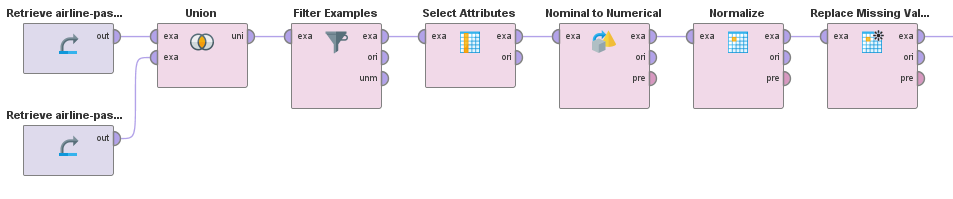 Retrieve airline-pas...
Union
Filter Examples
Select Attributes
Nominal to Numerical
Normalize
Replace Missing Val...
out
exa
uni
exa
exa
exa
exa
exa
exa
exa
exa
exa
exa
exa
ori
ori
ori
ori
ori
unm
pre
pre
pre
Retrieve airline-pas...
out